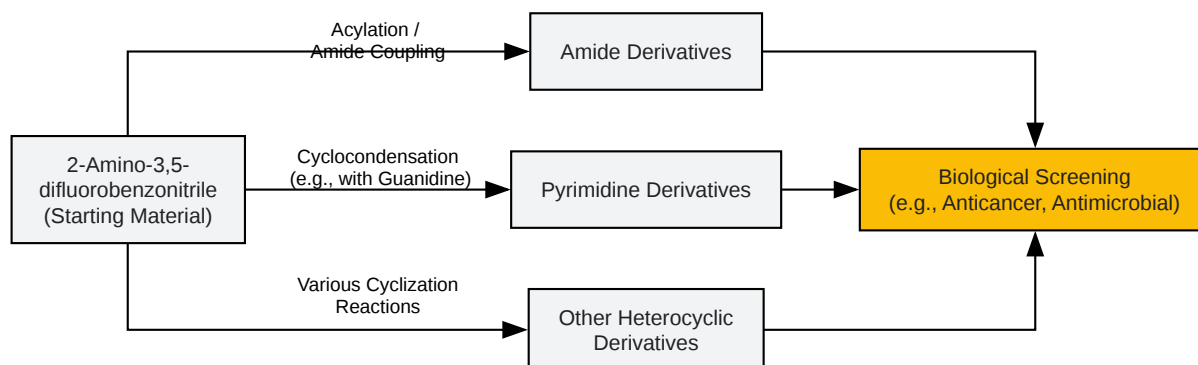 Acylation /
Amide Coupling
Amide Derivatives
2-Amino-3,5-
difluorobenzonitrile
(Starting Material)
Cyclocondensation
(e.g., with Guanidine)
Pyrimidine Derivatives
Biological Screening
(e.g., Anticancer, Antimicrobial)
Various Cyclization
Reactions
Other Heterocyclic
Derivatives